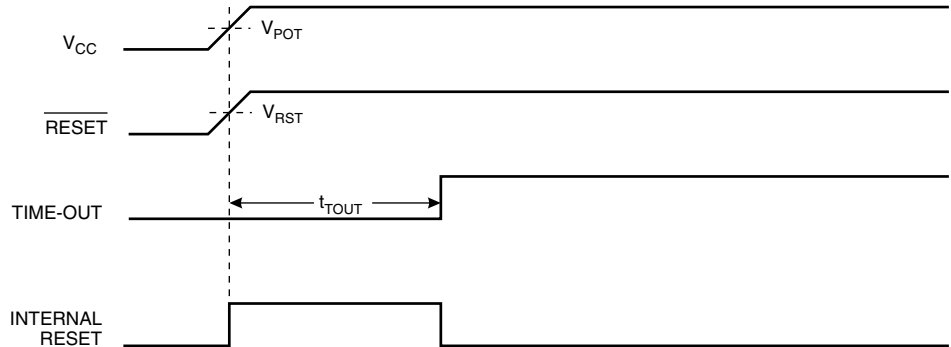 V_CC
V_POT
RESET
V_RST
TIME-OUT
t_TOUT
INTERNAL
RESET